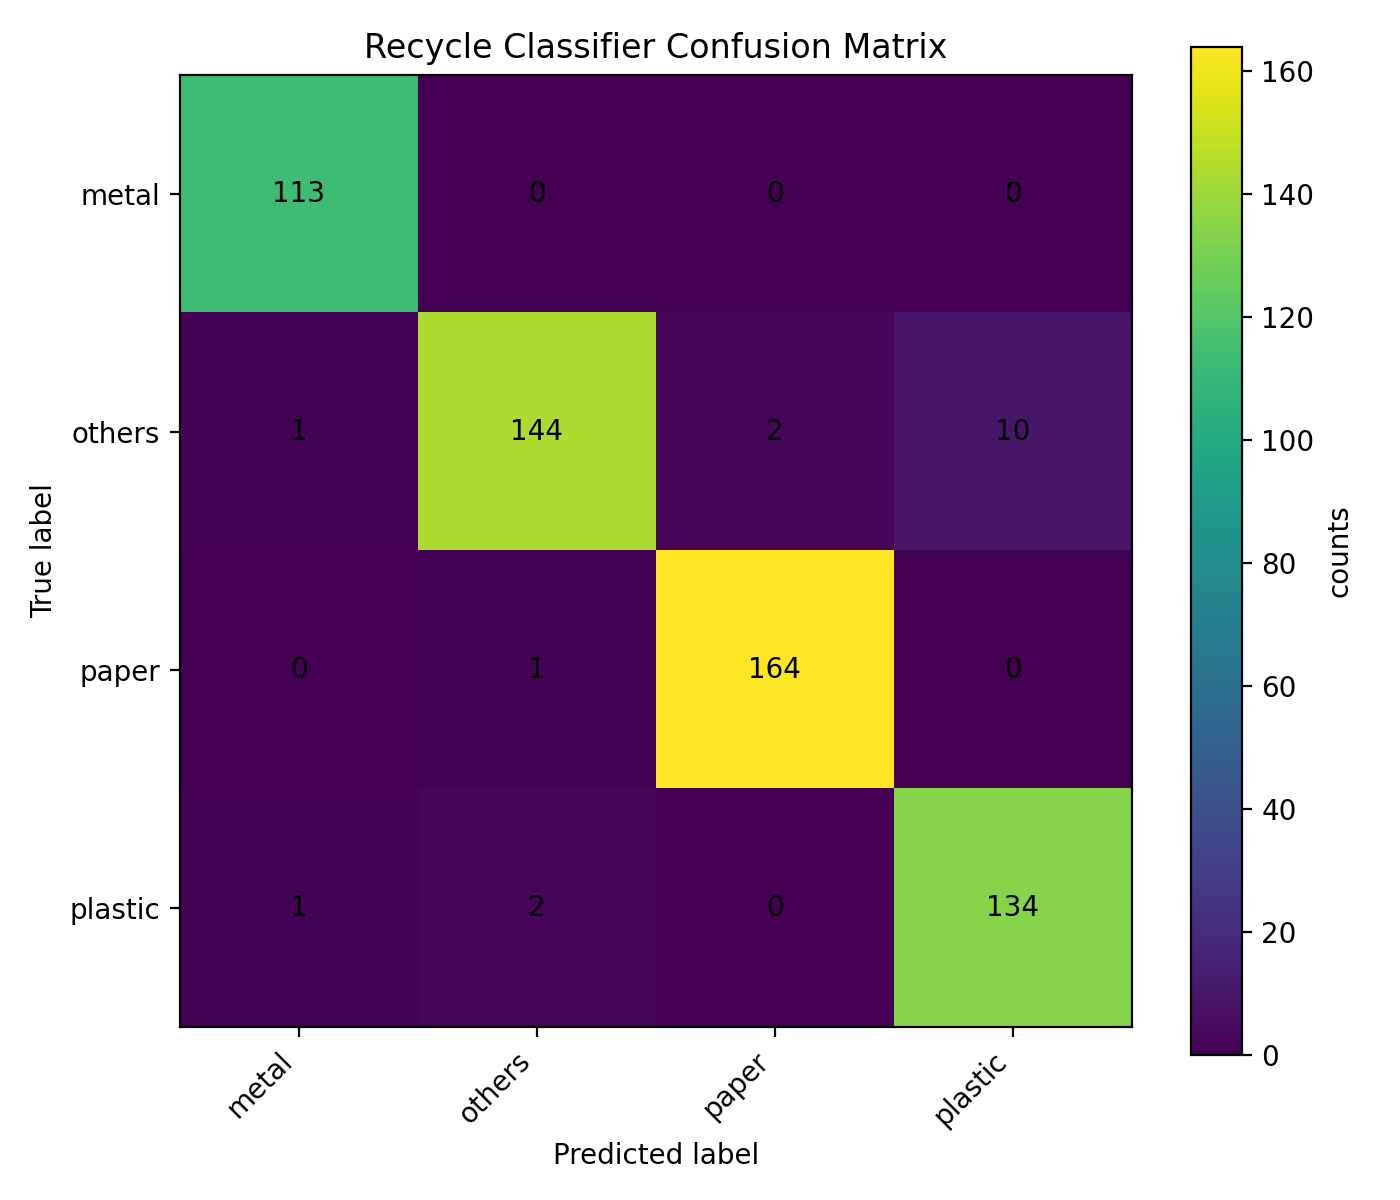 Recycle Classifier Confusion Matrix
metal
113 0 0 0
others
1 144 2 10
paper
0 1 164 0
plastic
1 2 0 134
True label
metal
others
paper
plastic
Predicted label
160
140
120
100
80
60
40
20
0
counts